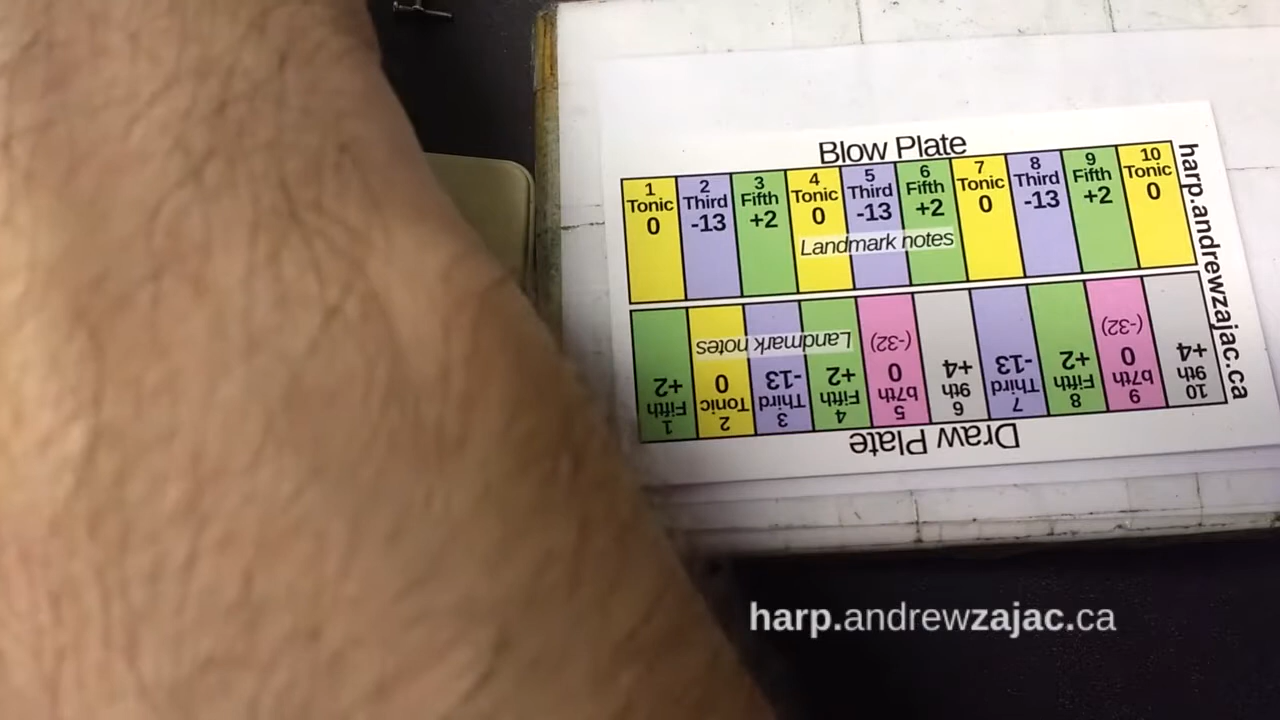 Blow Plate
1 2 3 4 5 6 7 8 9 10
Tonic Third Fifth Tonic Third Fifth Tonic Third Fifth Tonic
0 -13 +2 0 -13 +2 0 -13 +2 0
Landmark notes
harp.andrewzajac.ca
Draw Plate
1 2 3 4 5 6 7 8 9 10
Fifth Tonic Third Fifth b7th 9th Third Fifth b7th 9th
+2 0 -13 +2 0 +4 -13 +2 0 +4
(-32) (-32)
Landmark notes
harp.andrewzajac.ca